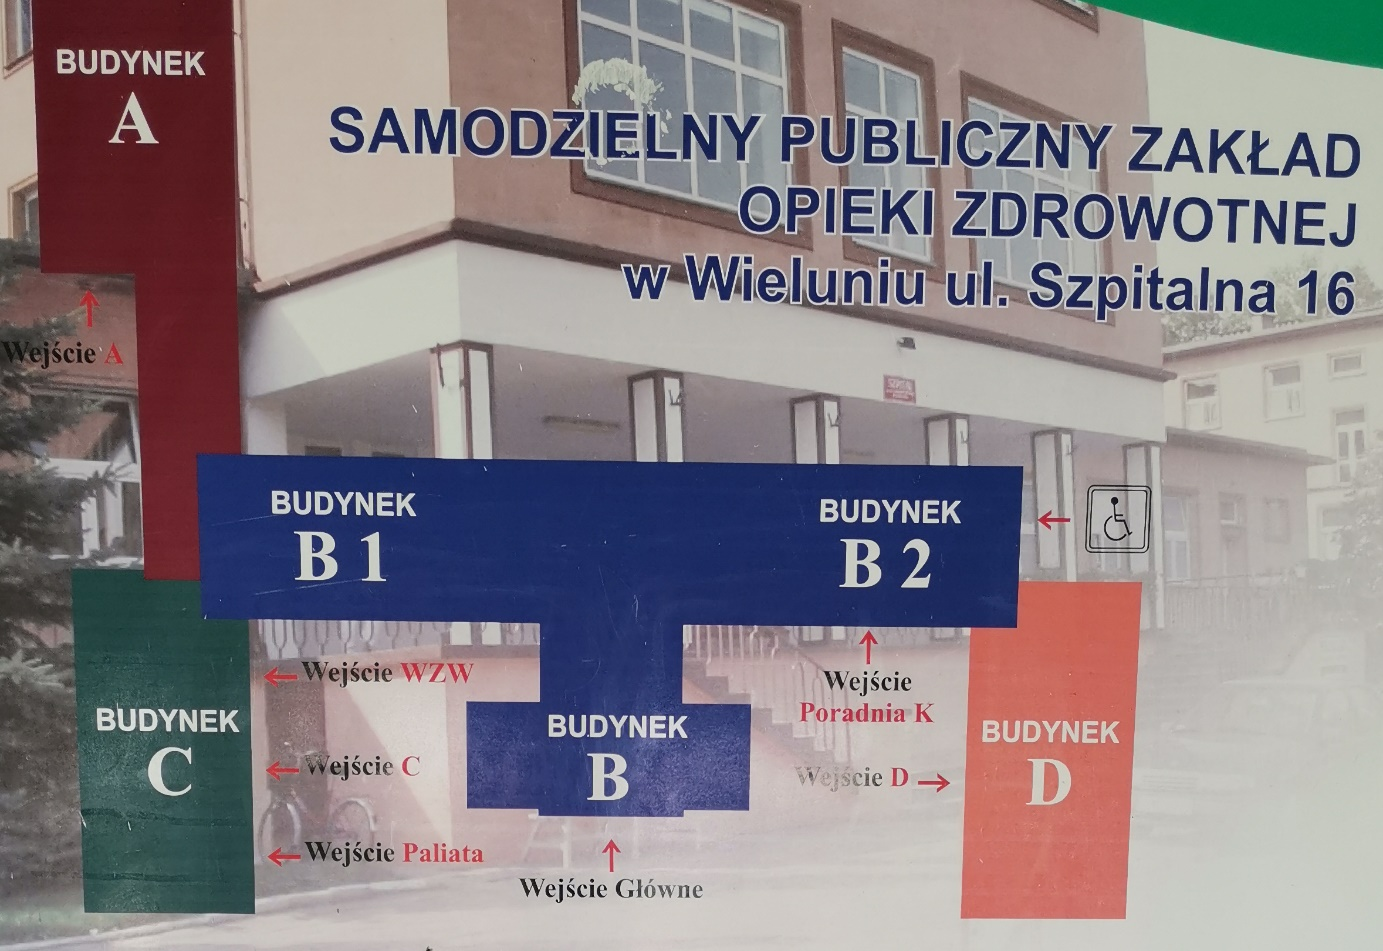 BUDYNEK
A
SAMODZIELNY PUBLICZNY ZAKŁAD
OPIEKI ZDROWOTNEJ
w Wieluniu ul. Szpitalna 16
Wejście A
SZPITAL
BUDYNEK
B 1
BUDYNEK
B 2
Wejście WZW
Wejście
Poradnia K
BUDYNEK
C
BUDYNEK
B
BUDYNEK
D
Wejście C
Wejście D
Wejście Paliata
Wejście Główne